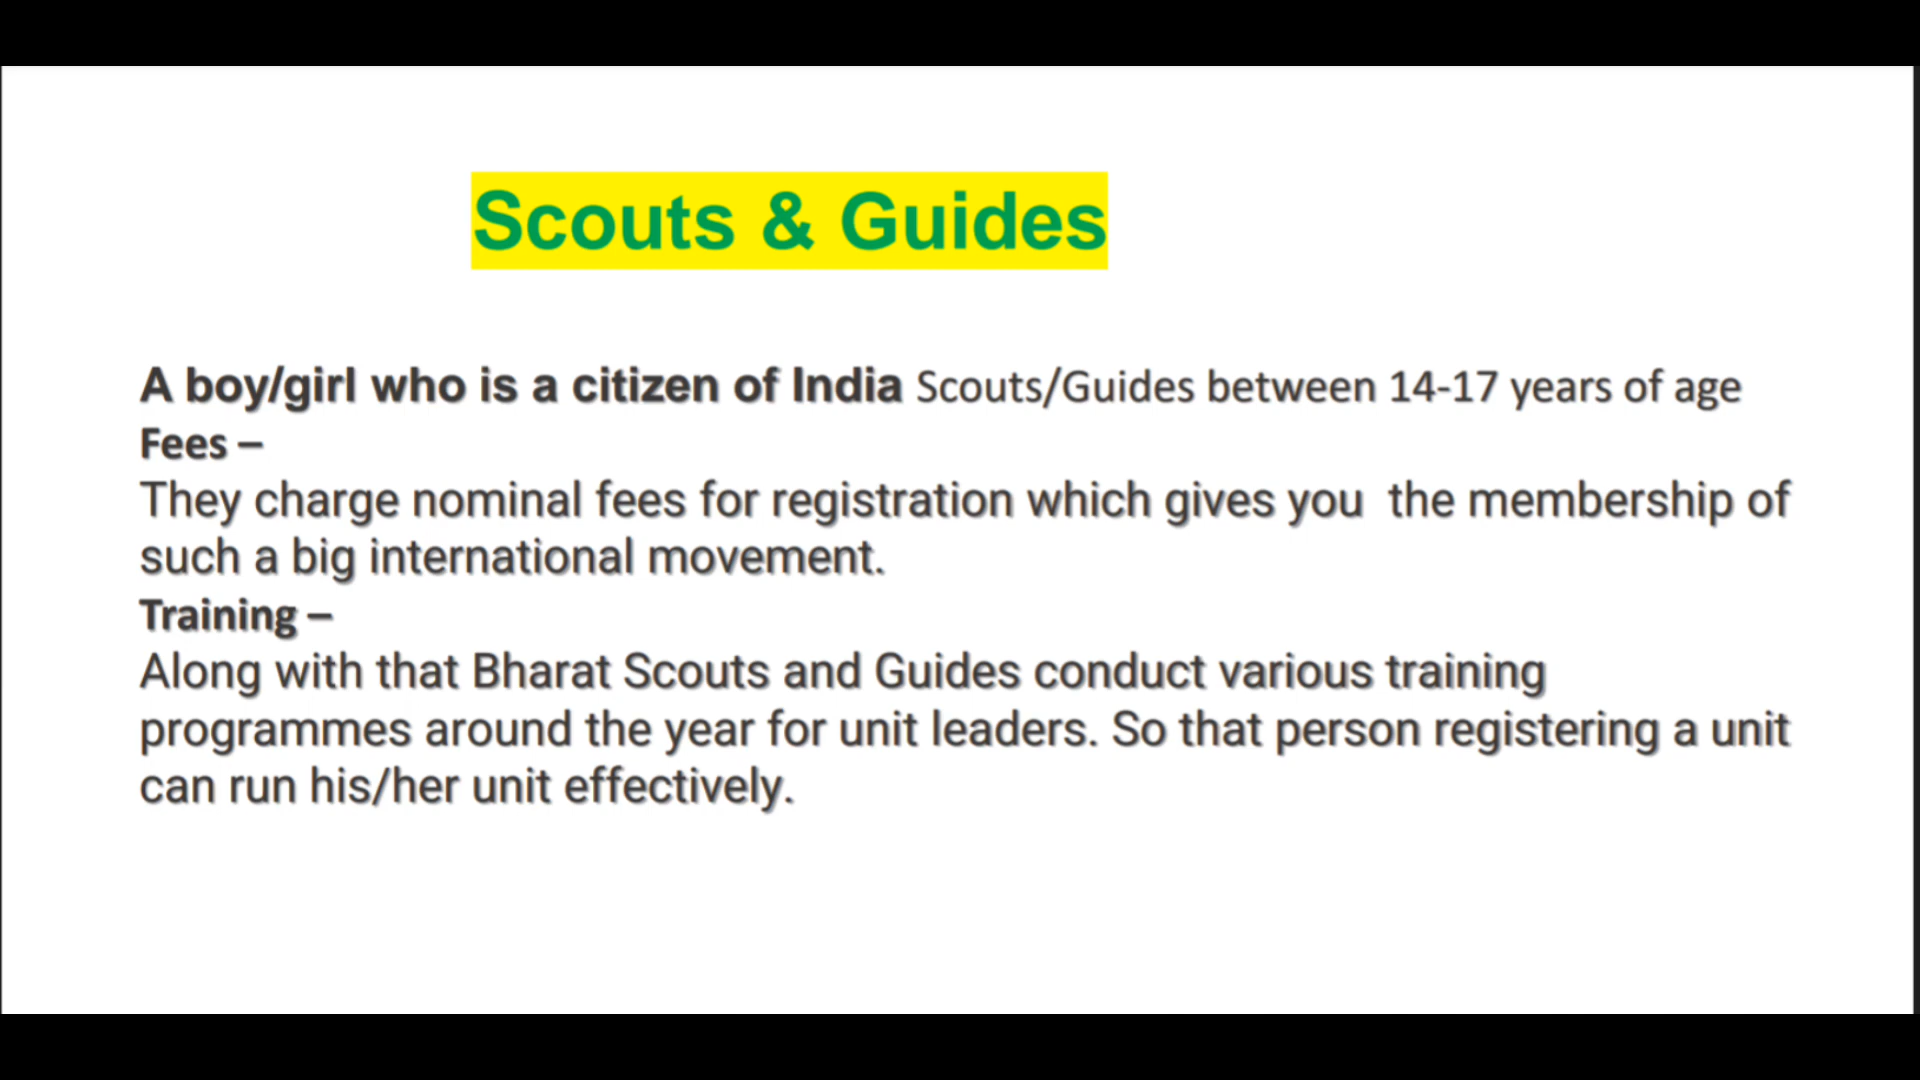 Scouts & Guides
A boy/girl who is a citizen of India Scouts/Guides between 14-17 years of age
Fees –
They charge nominal fees for registration which gives you  the membership of
such a big international movement.
Training –
Along with that Bharat Scouts and Guides conduct various training
programmes around the year for unit leaders. So that person registering a unit
can run his/her unit effectively.